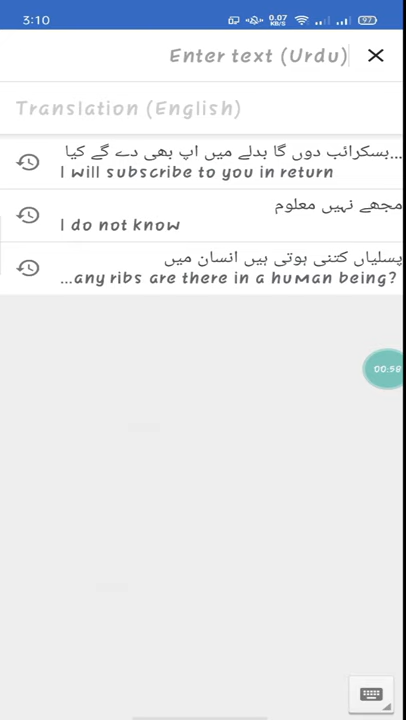 3:10
0.07
KB/S
97
Enter text (Urdu)
Translation (English)
...بسکرائب دوں گا بدلے میں اپ بھی دے گے کیا
I will subscribe to you in return
مجھے نہیں معلوم
I do not know
پسلیاں کتنی ہوتی ہیں انسان میں
...any ribs are there in a human being?
00:58